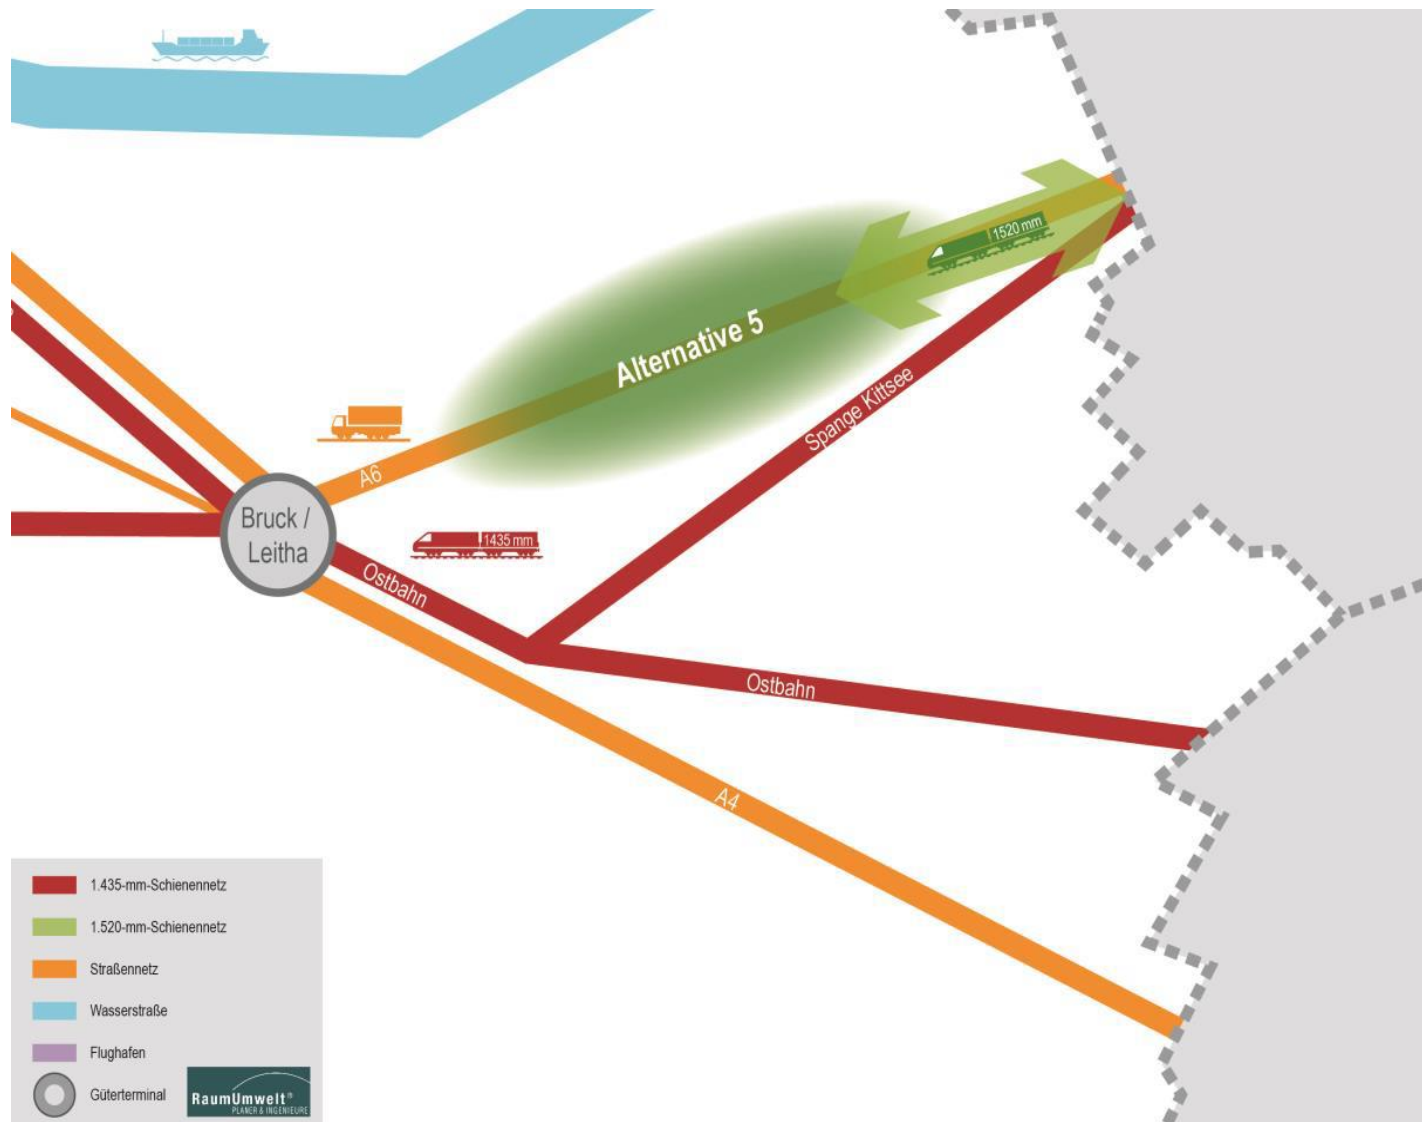 1520 mm
Alternative 5
Spange Kittsee
A6
Bruck /
Leitha
1435 mm
Ostbahn
Ostbahn
A4
1.435-mm-Schienennetz
1.520-mm-Schienennetz
Straßennetz
Wasserstraße
Flughafen
Güterterminal
RaumUmwelt®
PLANER & INGENIEURE